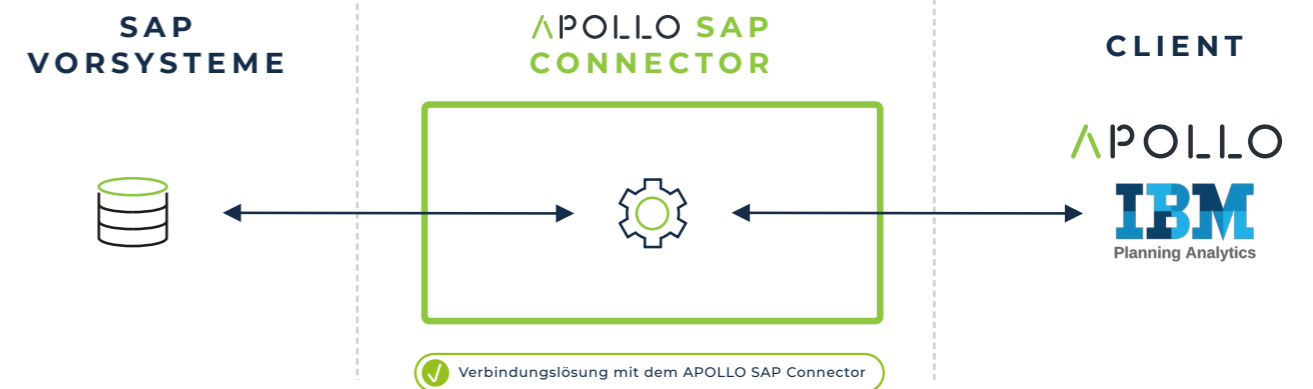 SAP
VORSYSTEME
APOLLO SAP
CONNECTOR
CLIENT
APOLLO
IBM
Planning Analytics
Verbindungslösung mit dem APOLLO SAP Connector